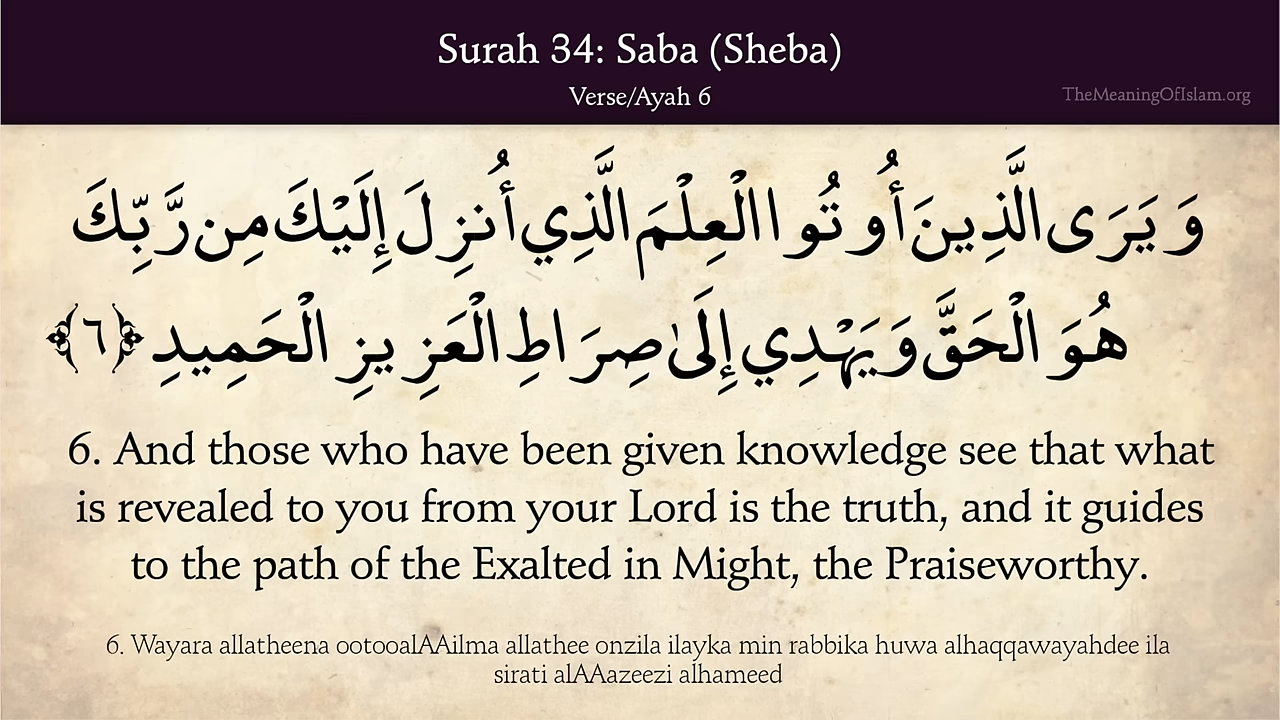 Surah 34: Saba (Sheba)
Verse/Ayah 6
TheMeaningOfIslam.org
وَيَرَى الَّذِينَ أُوتُوا الْعِلْمَ الَّذِي أُنزِلَ إِلَيْكَ مِن رَّبِّكَ
هُوَ الْحَقَّ وَيَهْدِي إِلَىٰ صِرَاطِ الْعَزِيزِ الْحَمِيدِ ﴿٦﴾
6. And those who have been given knowledge see that what
is revealed to you from your Lord is the truth, and it guides
to the path of the Exalted in Might, the Praiseworthy.
6. Wayara allatheena ootooalAAilma allathee onzila ilayka min rabbika huwa alhaqqawayahdee ila
sirati alAAazeezi alhameed